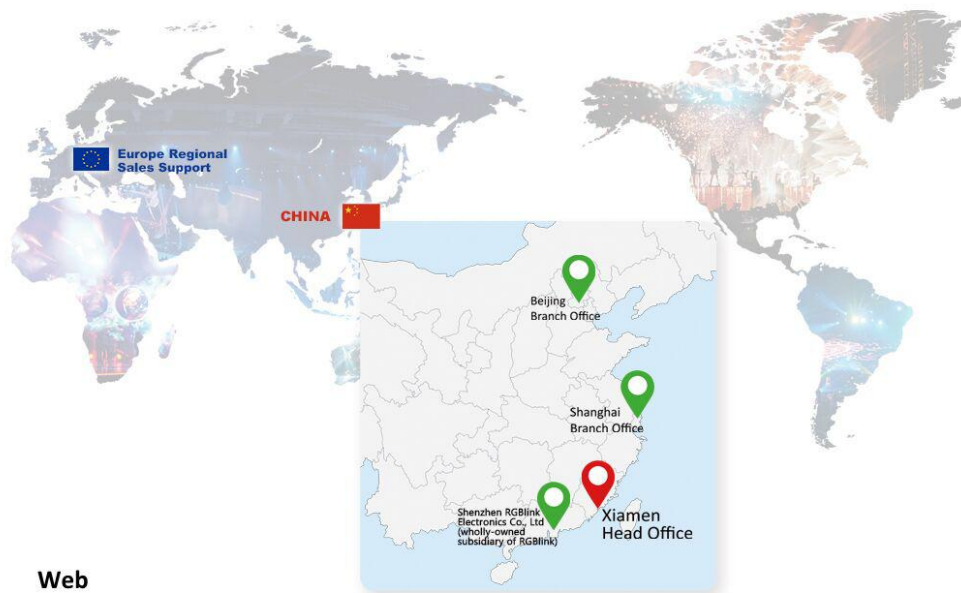 Europe Regional
Sales Support
CHINA
Beijing
Branch Office
Shanghai
Branch Office
Shenzhen RGBlink
Electronics Co., Ltd
(wholly-owned
subsidiary of RGBlink)
Xiamen
Head Office
Web